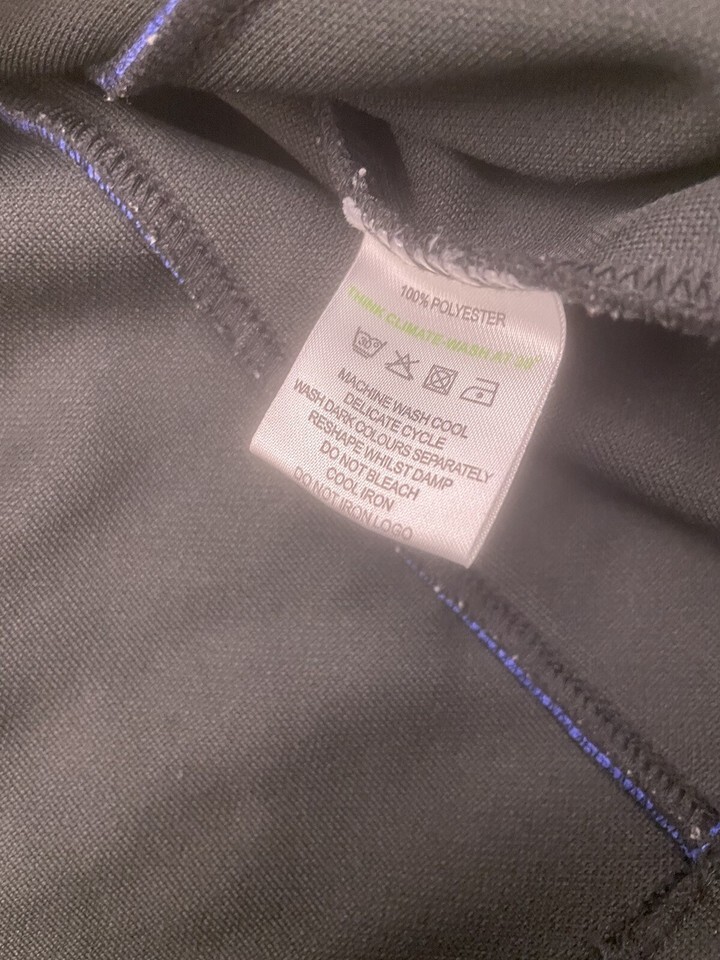 100% POLYESTER
THINK CLIMATE-WASH AT 30°
30°
MACHINE WASH COOL
DELICATE CYCLE
WASH DARK COLOURS SEPARATELY
RESHAPE WHILST DAMP
DO NOT BLEACH
COOL IRON
DO NOT IRON LOGO